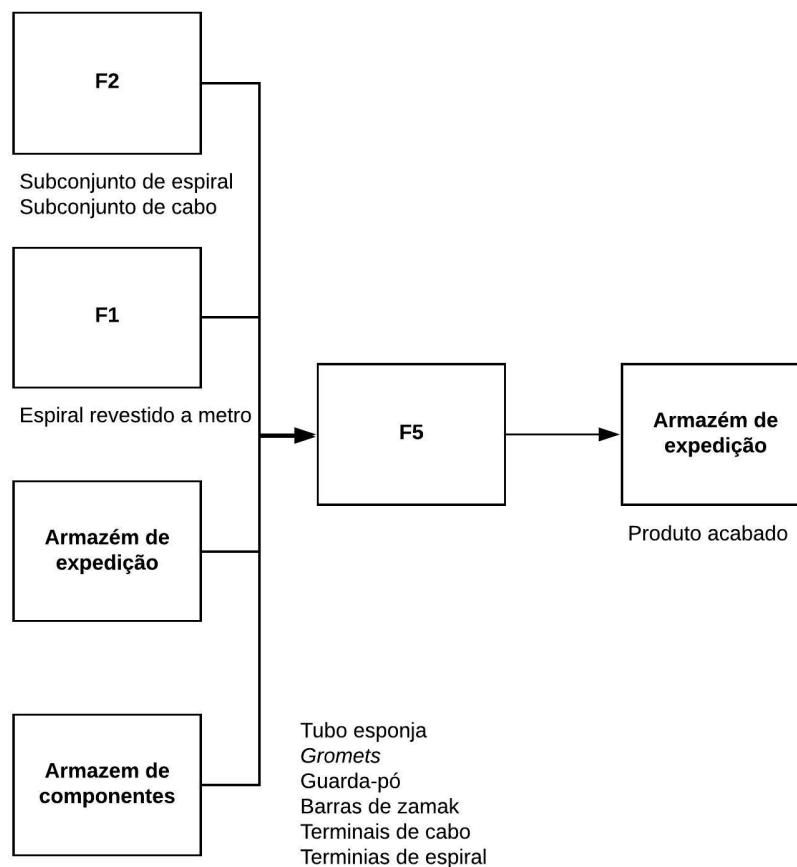 F2
Subconjunto de espiral
Subconjunto de cabo
F1
Espiral revestido a metro
F5
Armazém de
expedição
Produto acabado
Armazém de
expedição
Armazem de
componentes
Tubo esponja
Gromets
Guarda-pó
Barras de zamak
Terminais de cabo
Terminias de espiral